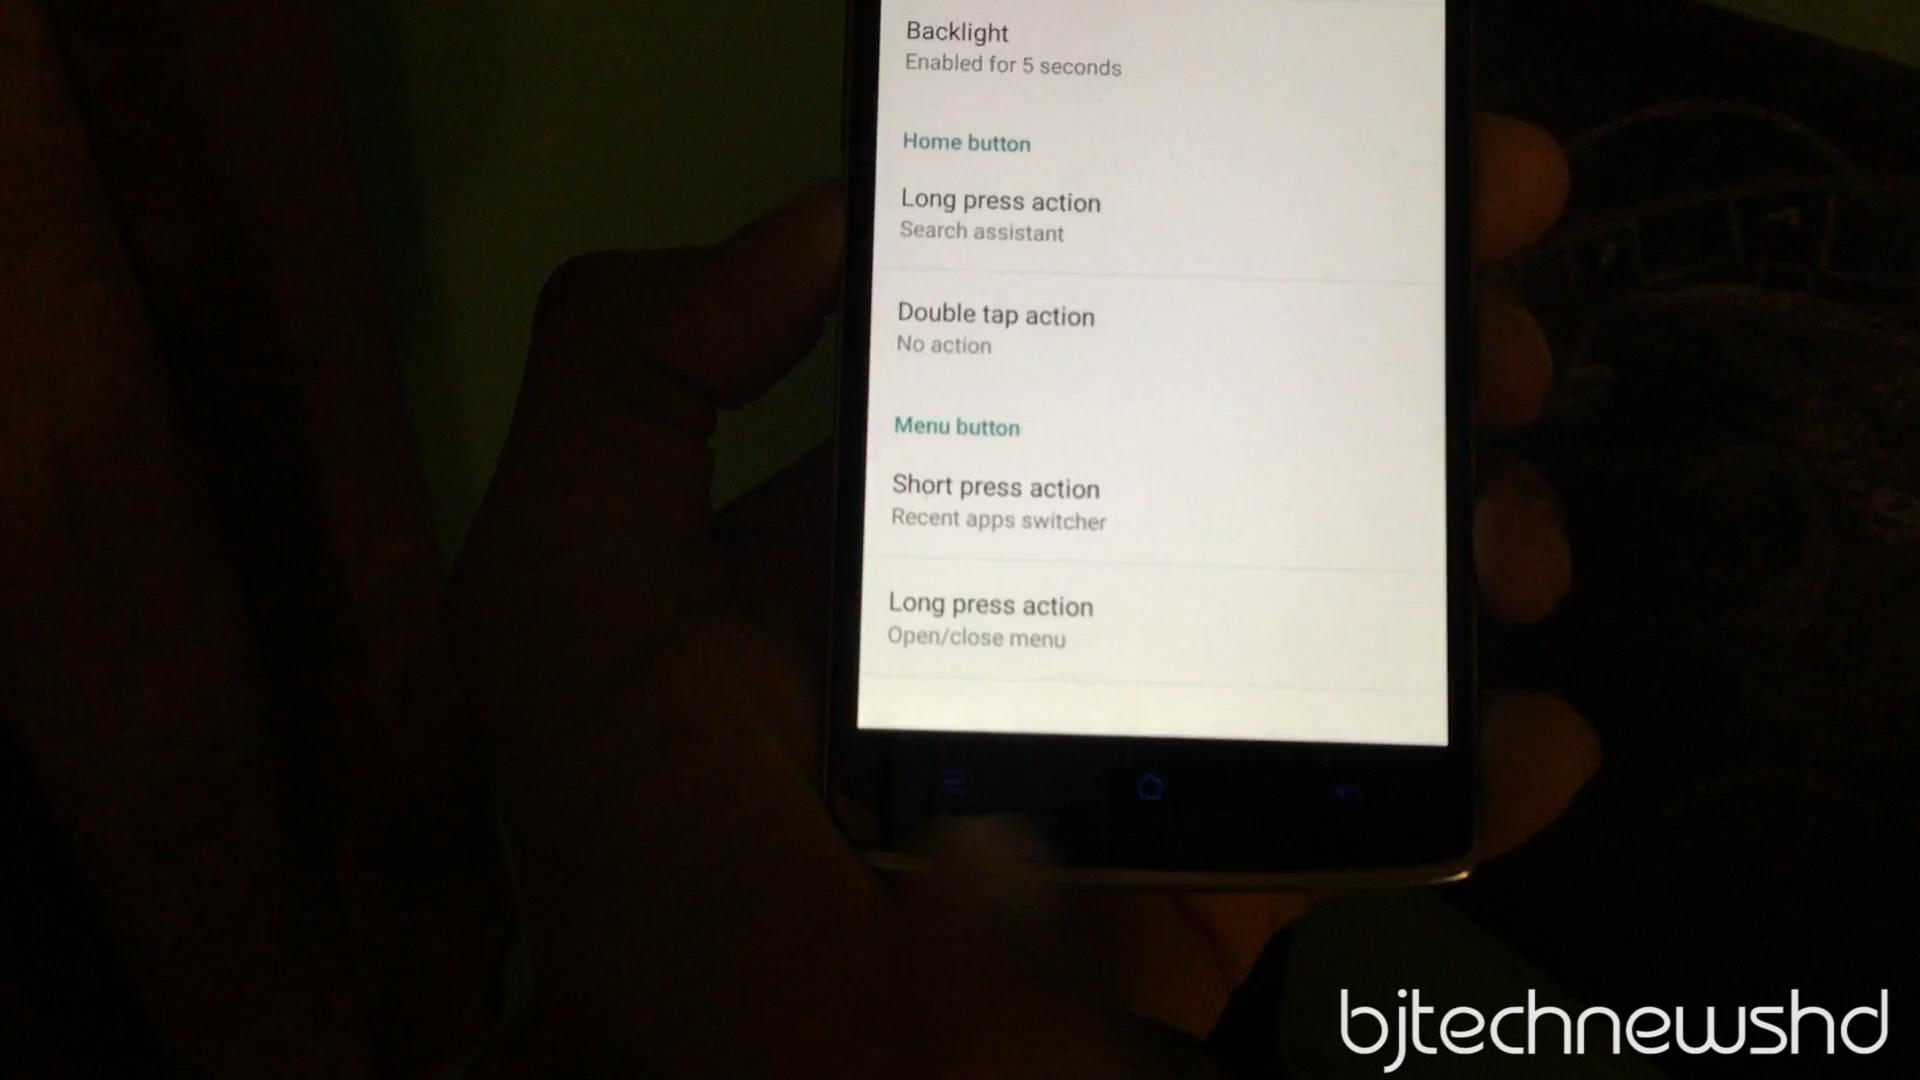 Backlight
Enabled for 5 seconds
Home button
Long press action
Search assistant
Double tap action
No action
Menu button
Short press action
Recent apps switcher
Long press action
Open/close menu
bjtechnewshd